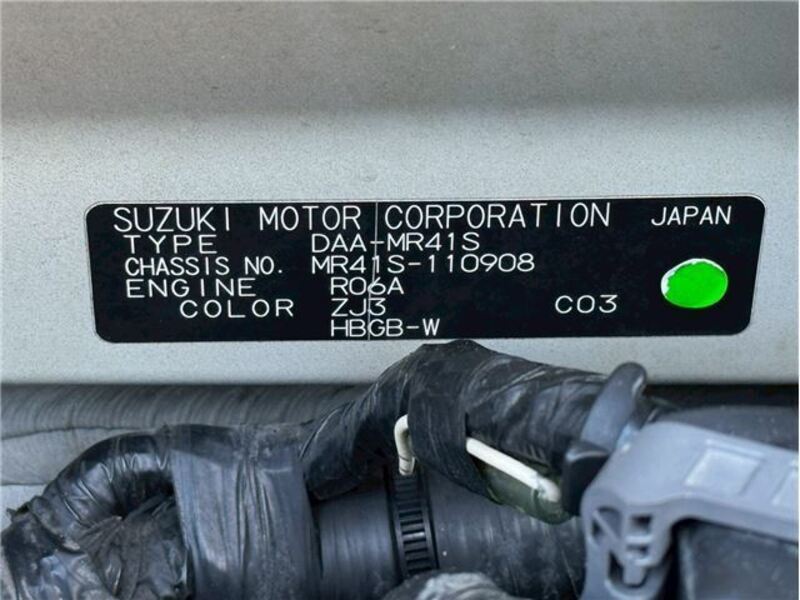 SUZUKI MOTOR CORPORATION JAPAN
TYPE DAA-MR41S
CHASSIS NO. MR41S-110908
ENGINE R06A
COLOR ZJ3 C03
HBGB-W